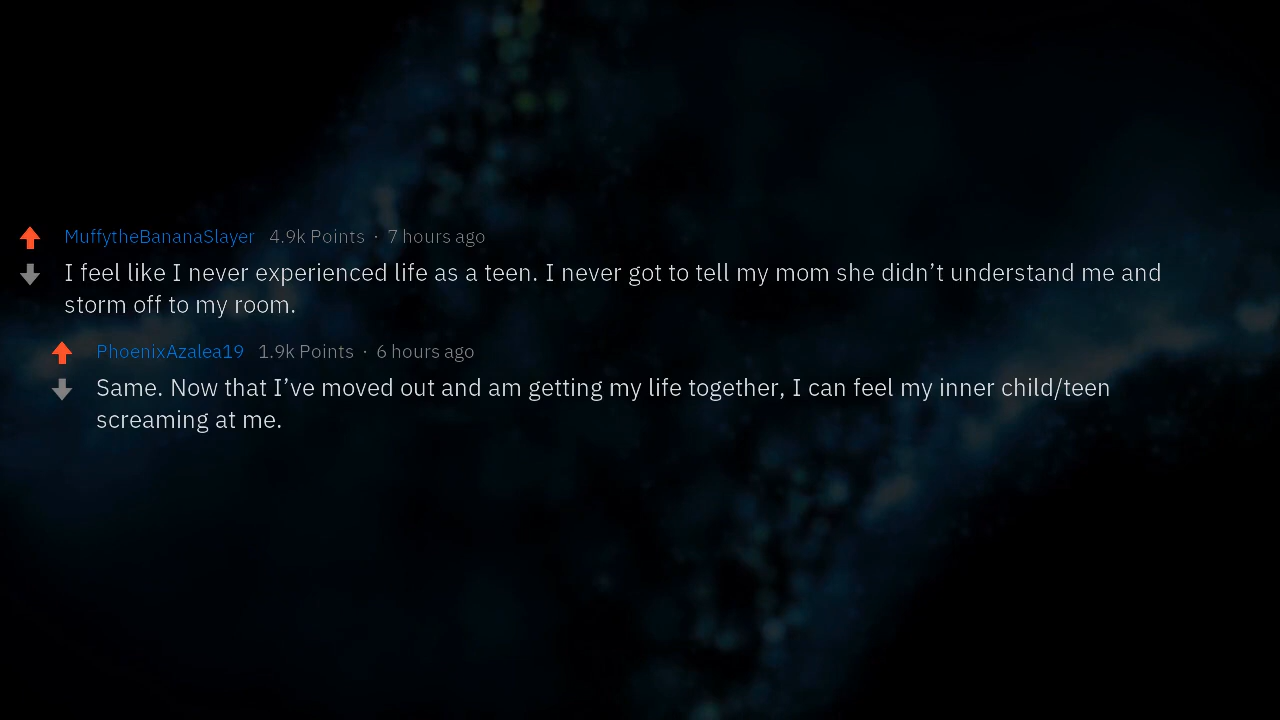 MuffytheBananaSlayer 4.9k Points · 7 hours ago
I feel like I never experienced life as a teen. I never got to tell my mom she didn’t understand me and
storm off to my room.
PhoenixAzalea19 1.9k Points · 6 hours ago
Same. Now that I’ve moved out and am getting my life together, I can feel my inner child/teen
screaming at me.